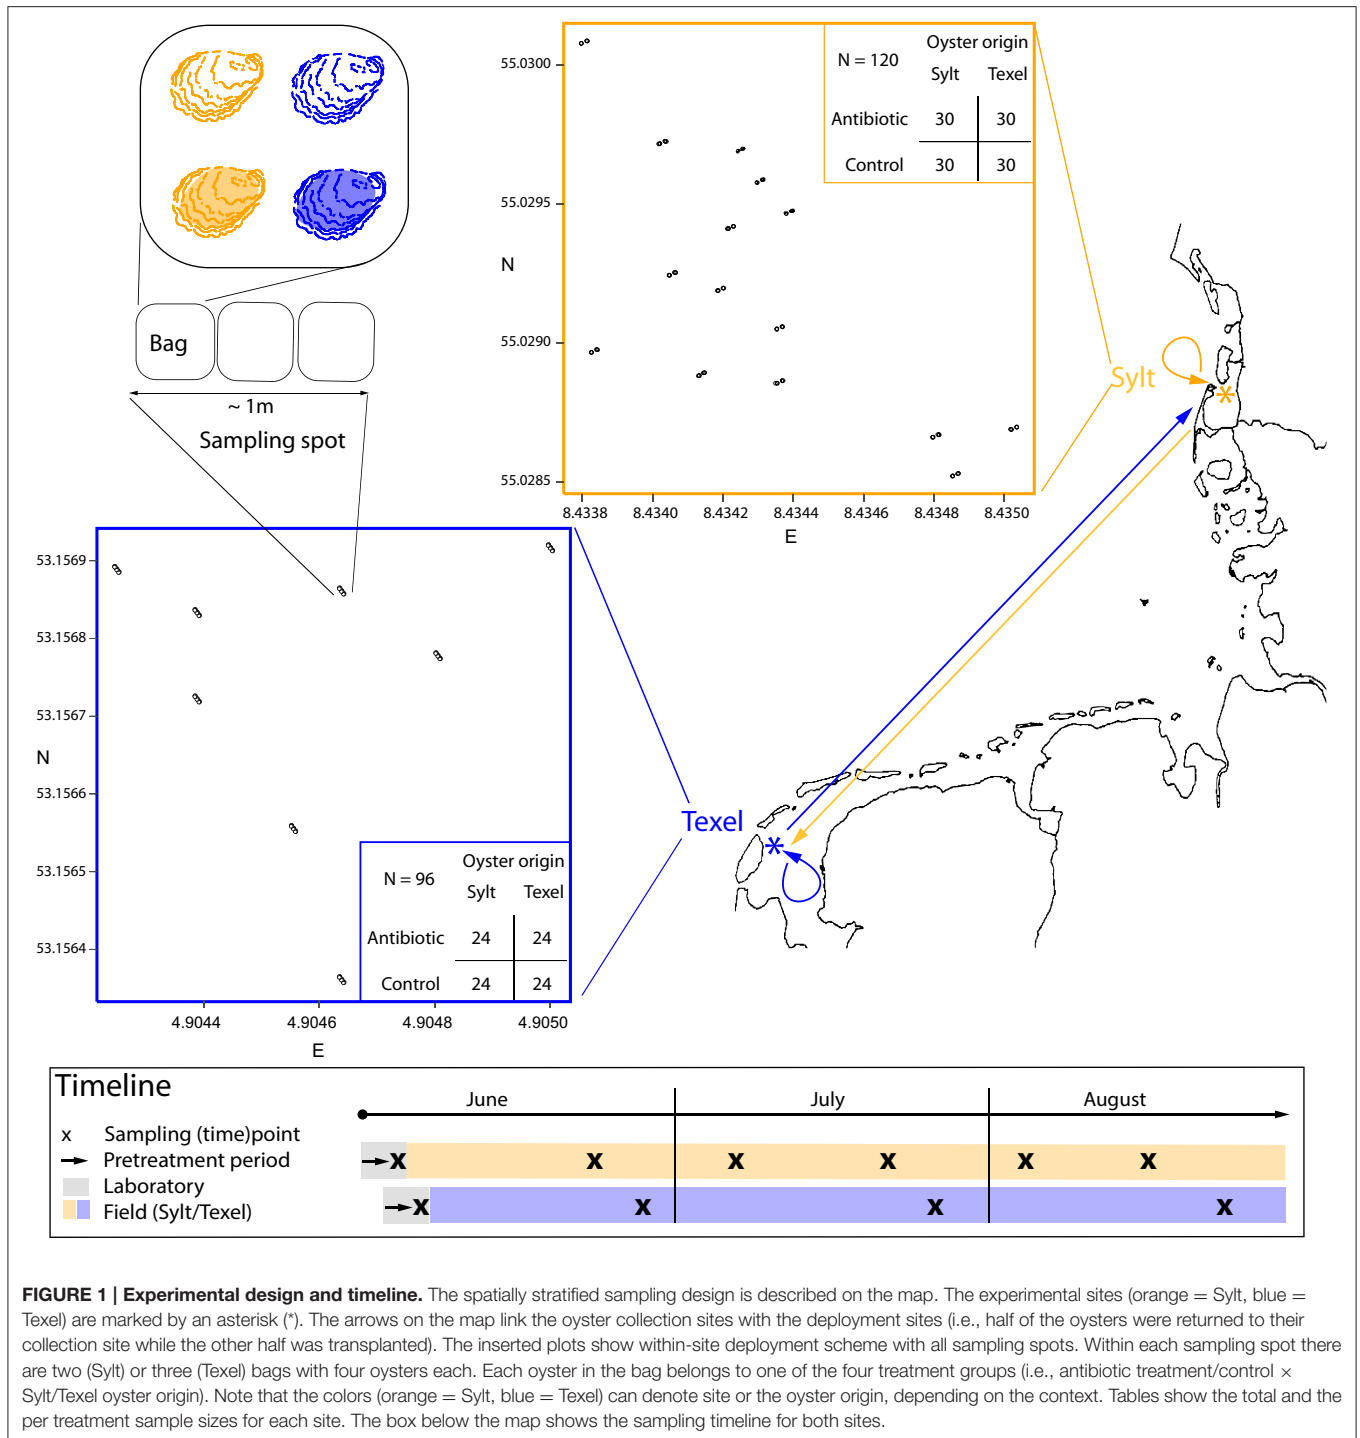 Bag
~ 1m
Sampling spot
55.0300
55.0295
N
55.0290
55.0285
8.4338
8.4340
8.4342
8.4344
8.4346
8.4348
8.4350
E
N = 120
Oyster origin
Sylt
Texel
Antibiotic
30
30
Control
30
30
Sylt
*
53.1569
53.1568
53.1567
N
53.1566
53.1565
53.1564
4.9044
4.9046
4.9048
4.9050
E
N = 96
Oyster origin
Sylt
Texel
Antibiotic
24
24
Control
24
24
Texel
*
Timeline
June
July
August
x Sampling (time)point
Pretreatment period
Laboratory
Field (Sylt/Texel)
x x x x x x
x x x x
FIGURE 1 | Experimental design and timeline. The spatially stratified sampling design is described on the map. The experimental sites (orange = Sylt, blue =
Texel) are marked by an asterisk (*). The arrows on the map link the oyster collection sites with the deployment sites (i.e., half of the oysters were returned to their
collection site while the other half was transplanted). The inserted plots show within-site deployment scheme with all sampling spots. Within each sampling spot there
are two (Sylt) or three (Texel) bags with four oysters each. Each oyster in the bag belongs to one of the four treatment groups (i.e., antibiotic treatment/control ×
Sylt/Texel oyster origin). Note that the colors (orange = Sylt, blue = Texel) can denote site or the oyster origin, depending on the context. Tables show the total and the
per treatment sample sizes for each site. The box below the map shows the sampling timeline for both sites.